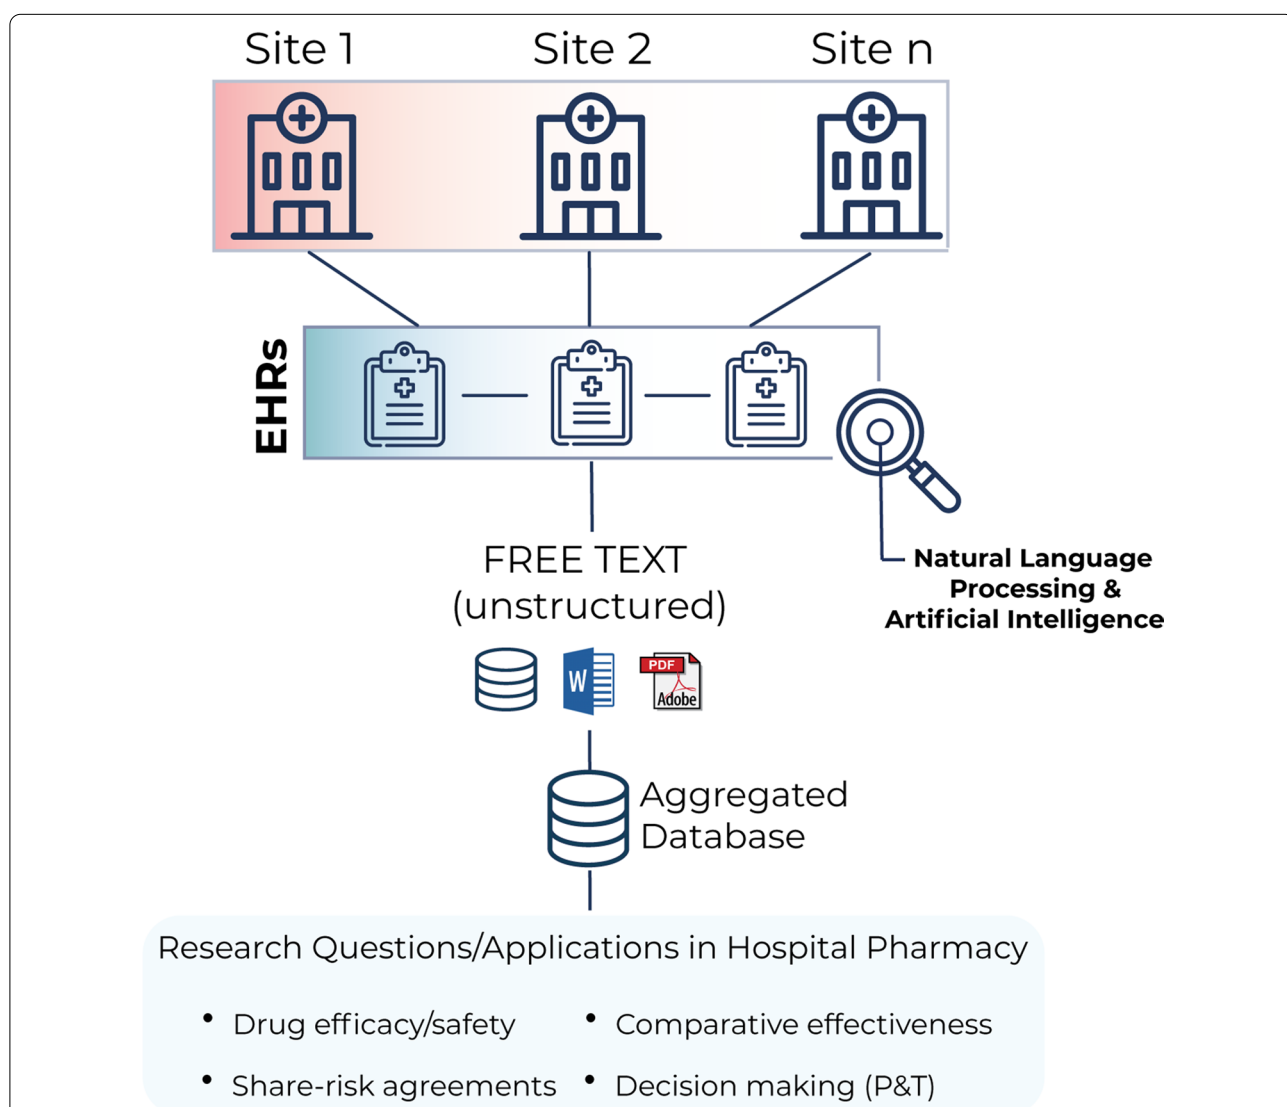 Site 1
Site 2
Site n
EHRs
FREE TEXT
(unstructured)
Natural Language
Processing &
Artificial Intelligence
W
PDF
Adobe
Aggregated
Database
Research Questions/Applications in Hospital Pharmacy
• Drug efficacy/safety
• Comparative effectiveness
• Share-risk agreements
• Decision making (P&T)